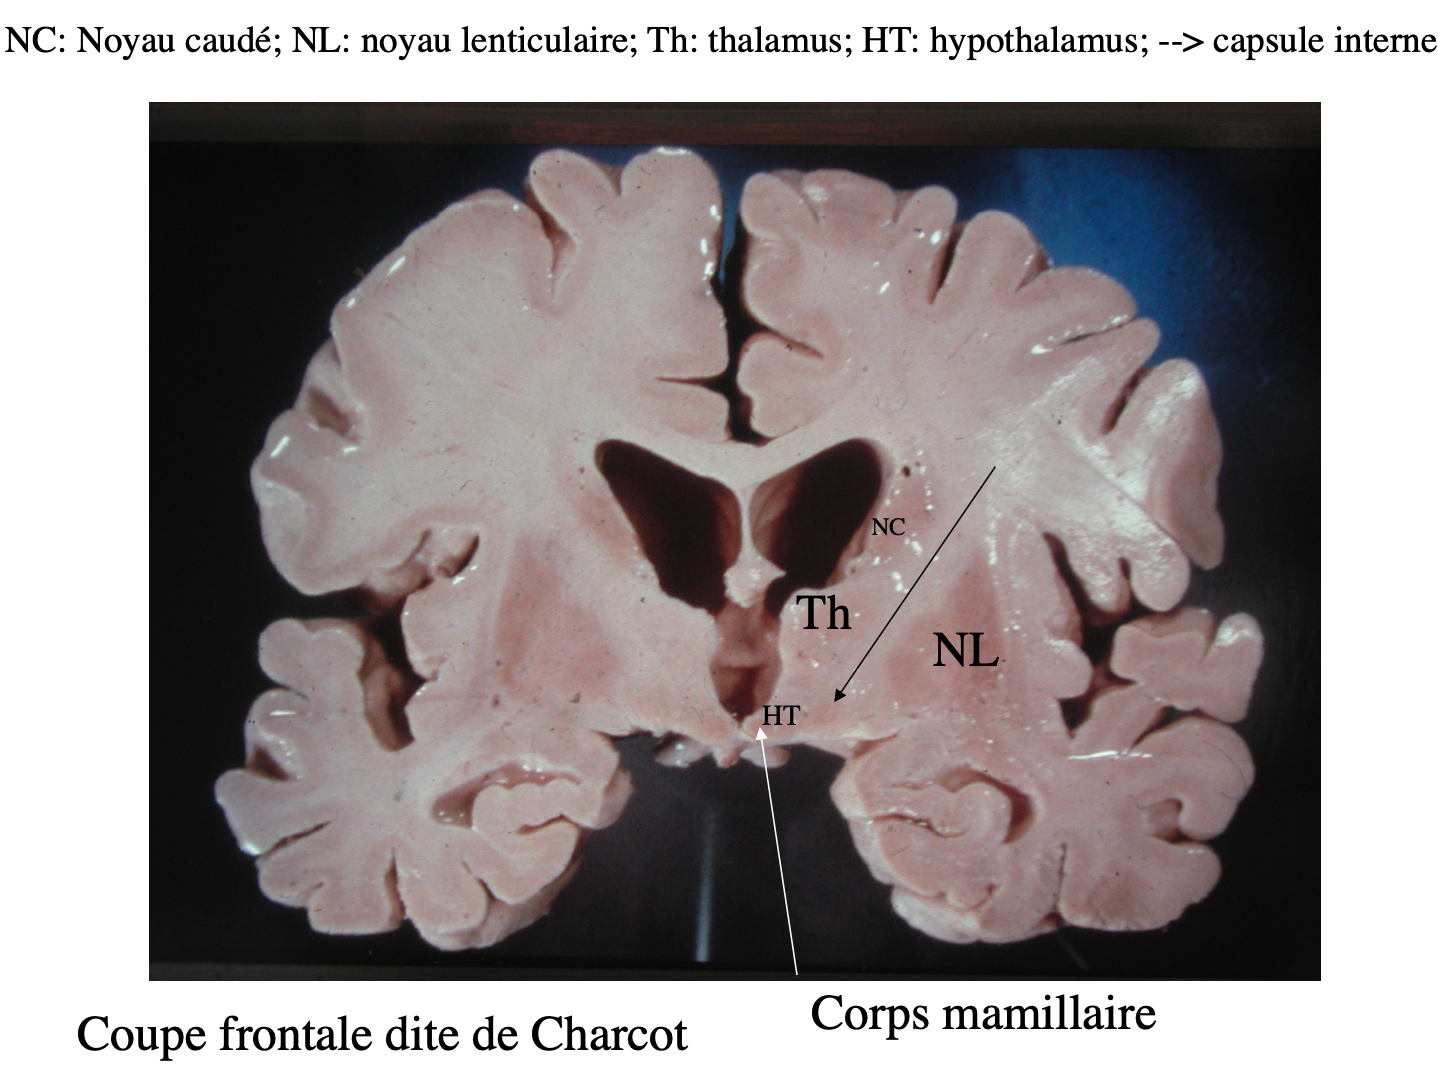 NC: Noyau caudé; NL: noyau lenticulaire; Th: thalamus; HT: hypothalamus; --> capsule interne
NC
Th
NL
HT
Corps mamillaire
Coupe frontale dite de Charcot